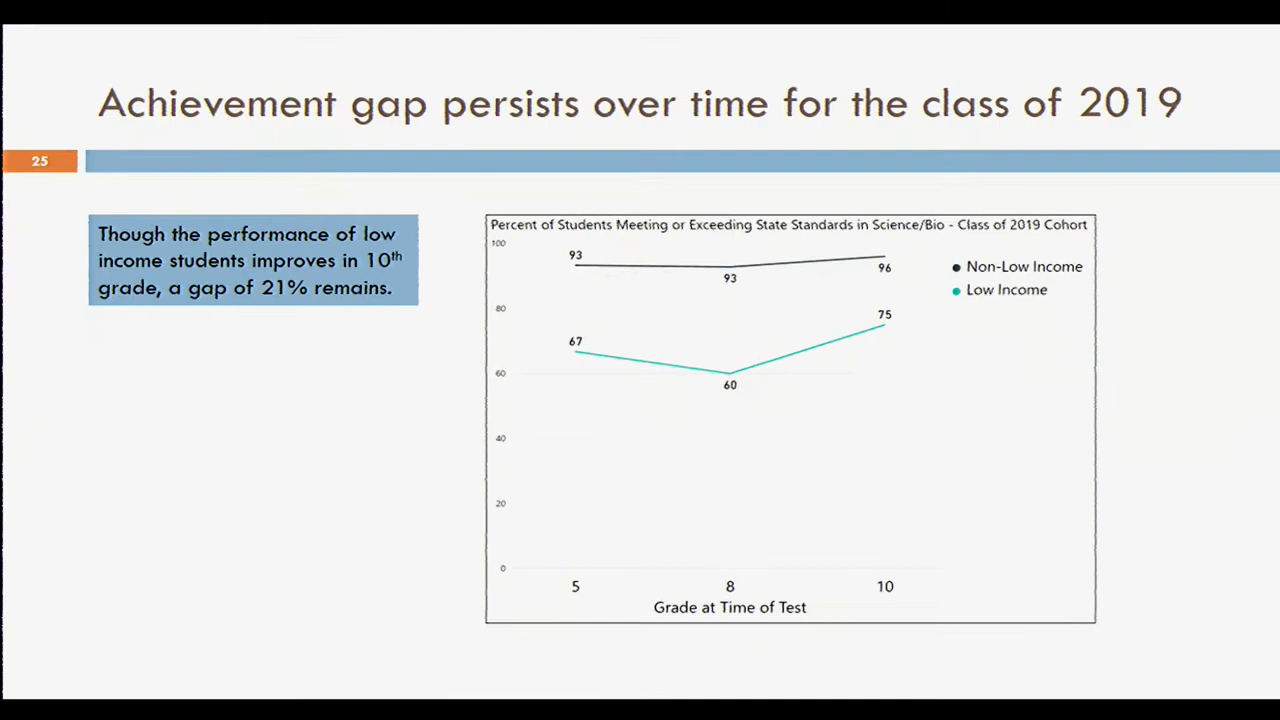 Achievement gap persists over time for the class of 2019
25
Though the performance of low
income students improves in 10th
grade, a gap of 21% remains.
Percent of Students Meeting or Exceeding State Standards in Science/Bio - Class of 2019 Cohort
100
80
60
40
20
0
93
93
96
67
60
75
Non-Low Income
Low Income
5 8 10
Grade at Time of Test